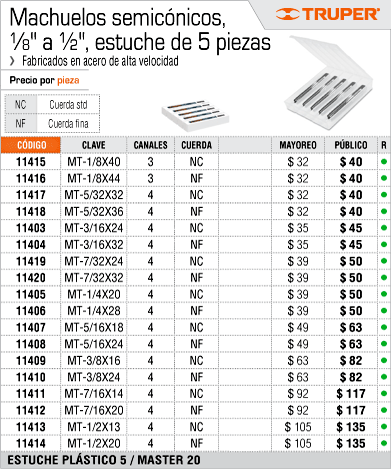 Machuelos semicónicos,
⅛" a ½", estuche de 5 piezas
❯ Fabricados en acero de alta velocidad
TRUPER®
Precio por pieza
NC Cuerda std
NF Cuerda fina
CÓDIGO CLAVE CANALES CUERDA MAYOREO PÚBLICO R
11415 MT-1/8X40 3 NC $ 32 $ 40 ●
11416 MT-1/8X44 3 NF $ 32 $ 40 ●
11417 MT-5/32X32 4 NC $ 32 $ 40 ●
11418 MT-5/32X36 4 NF $ 32 $ 40 ●
11403 MT-3/16X24 4 NC $ 35 $ 45 ●
11404 MT-3/16X32 4 NF $ 35 $ 45 ●
11419 MT-7/32X24 4 NC $ 39 $ 50 ●
11420 MT-7/32X32 4 NF $ 39 $ 50 ●
11405 MT-1/4X20 4 NC $ 39 $ 50 ●
11406 MT-1/4X28 4 NF $ 39 $ 50 ●
11407 MT-5/16X18 4 NC $ 49 $ 63 ●
11408 MT-5/16X24 4 NF $ 49 $ 63 ●
11409 MT-3/8X16 4 NC $ 63 $ 82 ●
11410 MT-3/8X24 4 NF $ 63 $ 82 ●
11411 MT-7/16X14 4 NC $ 92 $ 117 ●
11412 MT-7/16X20 4 NF $ 92 $ 117 ●
11413 MT-1/2X13 4 NC $ 105 $ 135 ●
11414 MT-1/2X20 4 NF $ 105 $ 135 ●
ESTUCHE PLÁSTICO 5 / MASTER 20